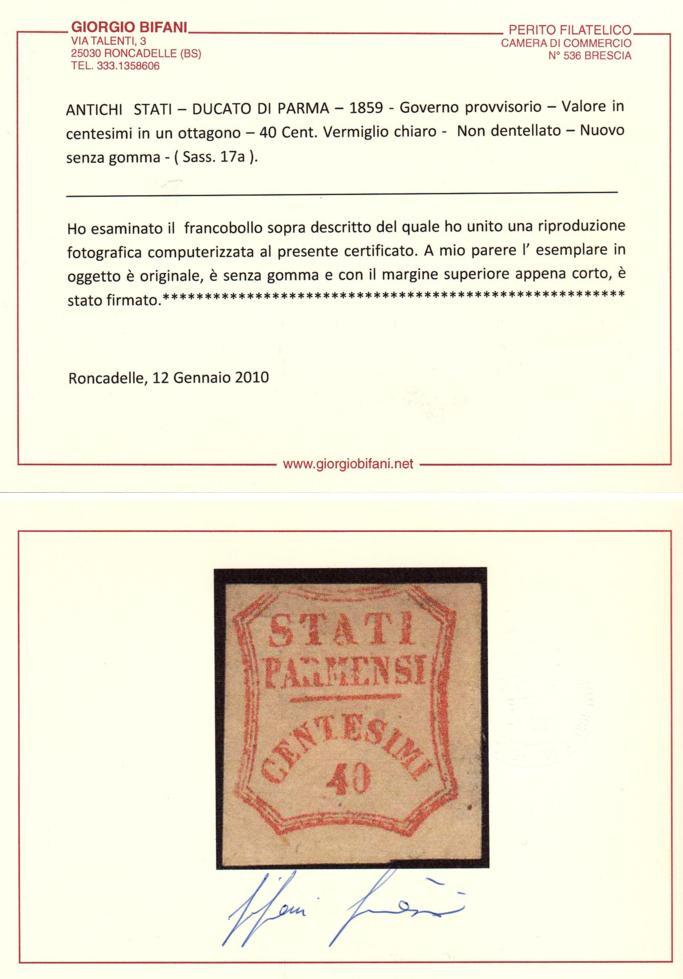 GIORGIO BIFANI
VIA TALENTI, 3
25030 RONCADELLE (BS)
TEL. 333.1358606
PERITO FILATELICO
CAMERA DI COMMERCIO
N° 536 BRESCIA
ANTICHI STATI – DUCATO DI PARMA – 1859 - Governo provvisorio – Valore in
centesimi in un ottagono – 40 Cent. Vermiglio chiaro - Non dentellato – Nuovo
senza gomma - ( Sass. 17a ).
Ho esaminato il francobollo sopra descritto del quale ho unito una riproduzione
fotografica computerizzata al presente certificato. A mio parere l' esemplare in
oggetto è originale, è senza gomma e con il margine superiore appena corto, è
stato firmato.*******************************************************
Roncadelle, 12 Gennaio 2010
www.giorgiobifani.net
STATI
PARMENSI
CENTESIMI
40